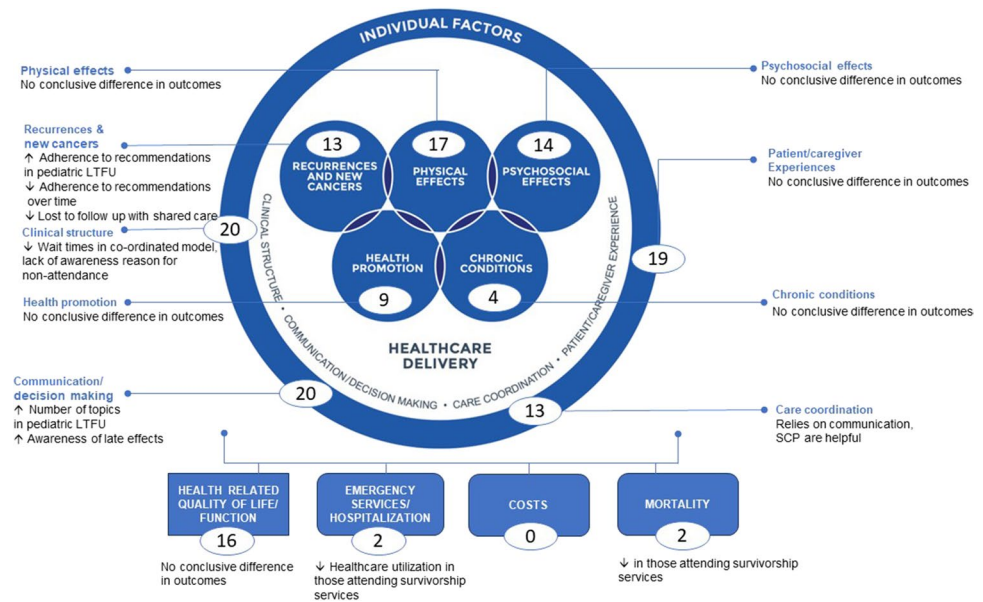 INDIVIDUAL FACTORS
Physical effects
No conclusive difference in outcomes
Psychosocial effects
No conclusive difference in outcomes
Recurrences &
new cancers
↑ Adherence to recommendations
in pediatric LTFU
↓ Adherence to recommendations
over time
↓ Lost to follow up with shared care
13
RECURRENCES
AND NEW
CANCERS
17
PHYSICAL
EFFECTS
14
PSYCHOSOCIAL
EFFECTS
Patient/caregiver
Experiences
No conclusive difference in outcomes
Clinical structure
↓ Wait times in co-ordinated model,
lack of awareness reason for
non-attendance
20
19
HEALTH
PROMOTION
9
CHRONIC
CONDITIONS
4
Health promotion
No conclusive difference in outcomes
Chronic conditions
No conclusive difference in outcomes
HEALTHCARE
DELIVERY
CLINICAL STRUCTURE • COMMUNICATION/DECISION MAKING • CARE COORDINATION • PATIENT/CAREGIVER EXPERIENCE
Communication/
decision making
↑ Number of topics
in pediatric LTFU
↑ Awareness of late effects
20
13
Care coordination
Relies on communication,
SCP are helpful
HEALTH RELATED
QUALITY OF LIFE/
FUNCTION
16
No conclusive difference
in outcomes
EMERGENCY
SERVICES/
HOSPITALIZATION
2
↓ Healthcare utilization in
those attending survivorship
services
COSTS
0
MORTALITY
2
↓ in those attending survivorship
services